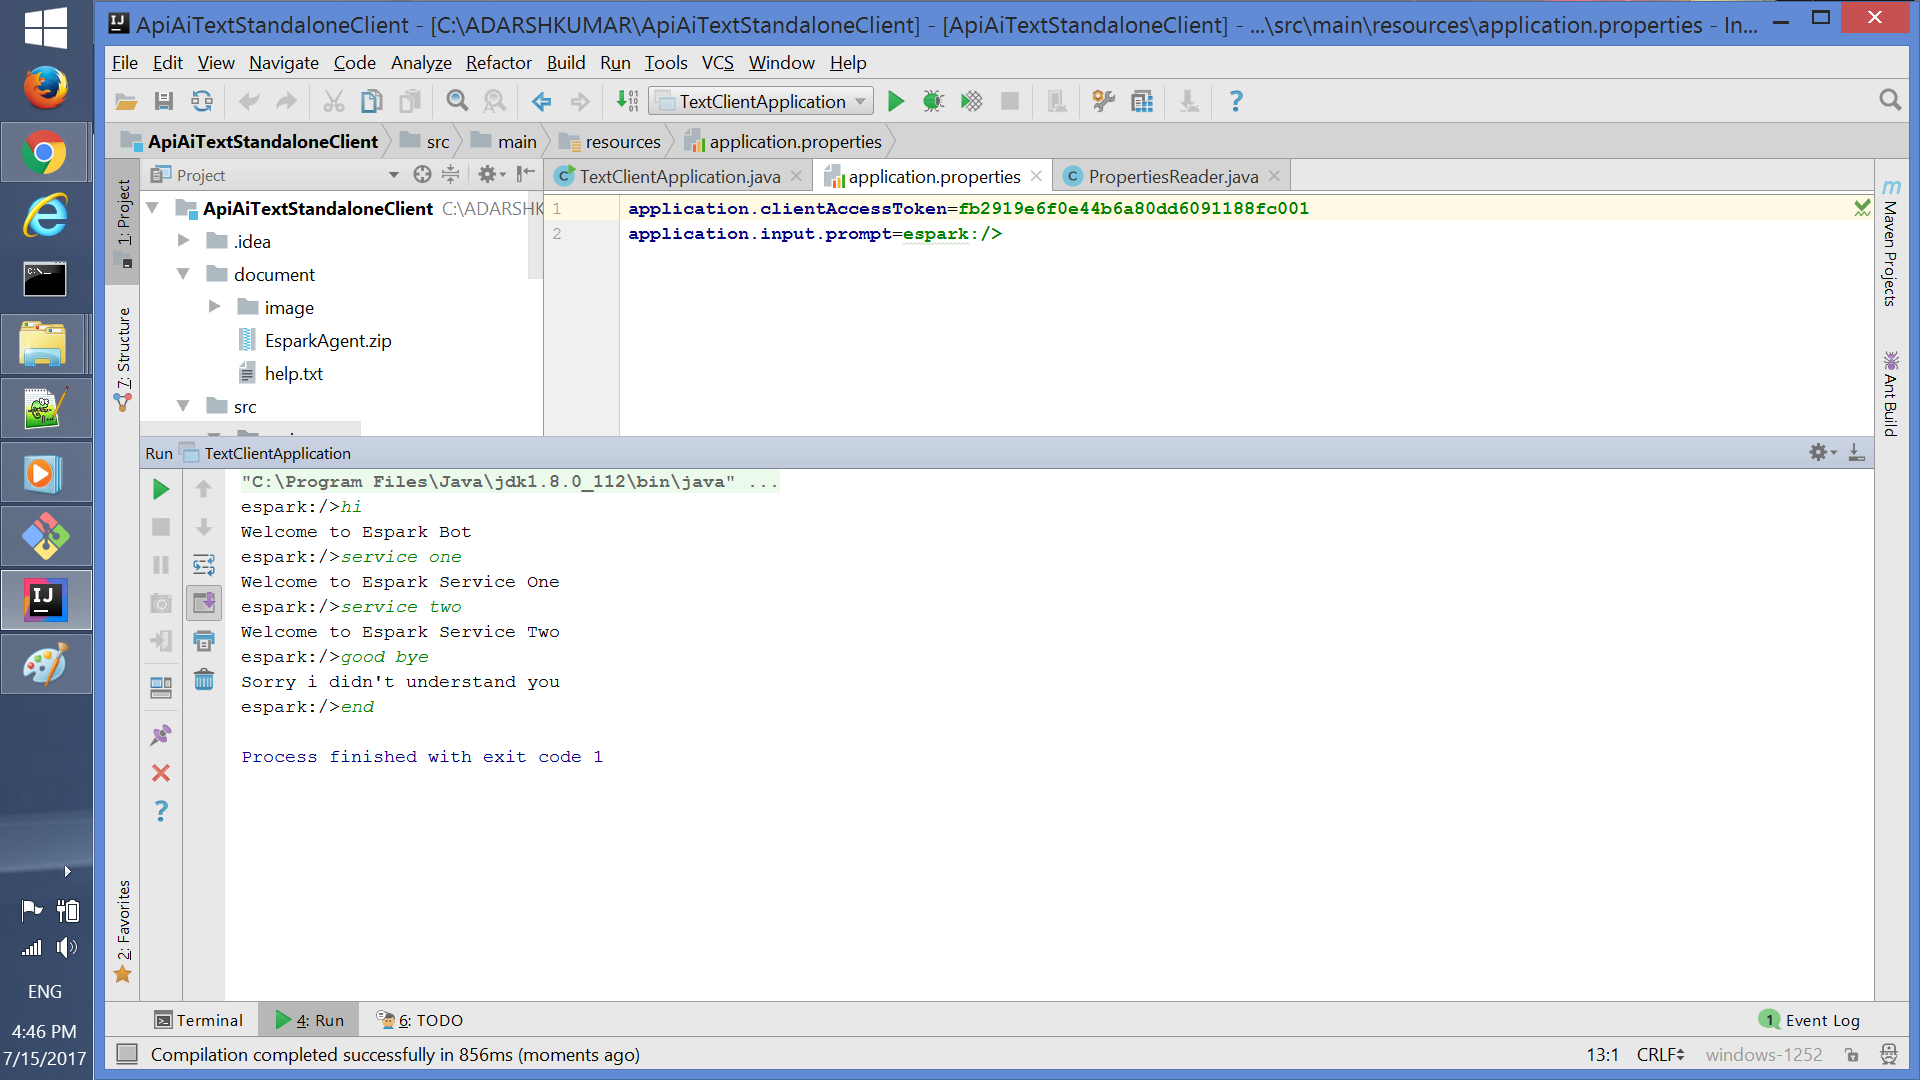 ApiAiTextStandaloneClient - [C:\ADARSHKUMAR\ApiAiTextStandaloneClient] - [ApiAiTextStandaloneClient] - ...\src\main\resources\application.properties - In...
File Edit View Navigate Code Analyze Refactor Build Run Tools VCS Window Help
TextClientApplication
ApiAiTextStandaloneClient src main resources application.properties
Project
TextClientApplication.java application.properties PropertiesReader.java
1: Project
7: Structure
2: Favorites
ApiAiTextStandaloneClient C:\ADARSHK
.idea
document
image
EsparkAgent.zip
help.txt
src
1 application.clientAccessToken=fb2919e6f0e44b6a80dd6091188fc001
2 application.input.prompt=espark:/>
Maven Projects
Ant Build
Run TextClientApplication
"C:\Program Files\Java\jdk1.8.0_112\bin\java" ...
espark:/>hi
Welcome to Espark Bot
espark:/>service one
Welcome to Espark Service One
espark:/>service two
Welcome to Espark Service Two
espark:/>good bye
Sorry i didn't understand you
espark:/>end
Process finished with exit code 1
Terminal 4: Run 6: TODO 1 Event Log
Compilation completed successfully in 856ms (moments ago) 13:1 CRLF windows-1252
ENG
4:46 PM
7/15/2017